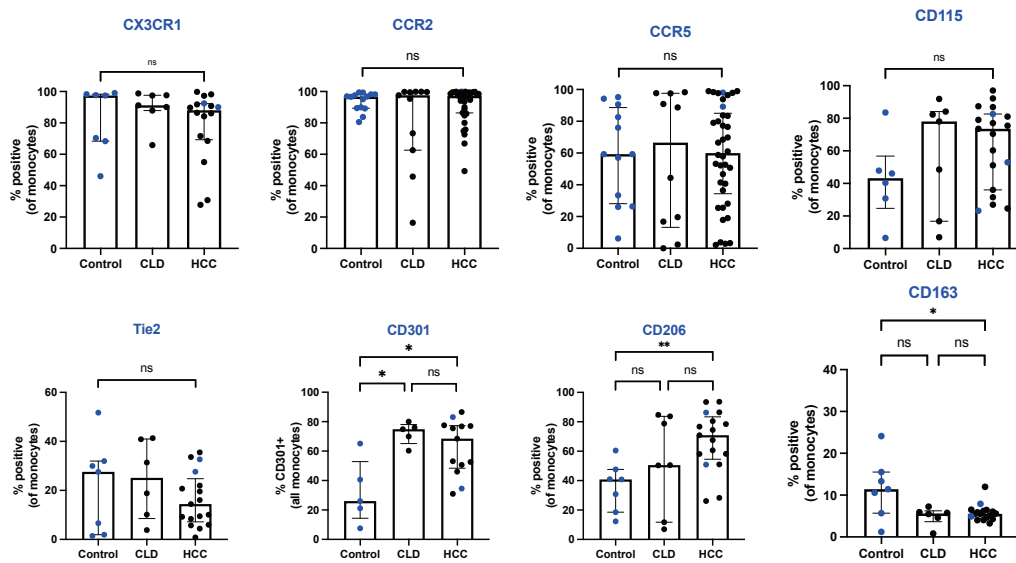 CX3CR1
ns
% positive
(of monocytes)
100
80
60
40
20
0
Control CLD HCC
CCR2
ns
% positive
(of monocytes)
100
80
60
40
20
0
Control CLD HCC
CCR5
ns
% positive
(of monocytes)
100
80
60
40
20
0
Control CLD HCC
CD115
ns
% positive
(of monocytes)
100
80
60
40
20
0
Control CLD HCC
Tie2
ns
% positive
(of monocytes)
60
40
20
0
Control CLD HCC
CD301
*
* ns
% CD301+
(all monocytes)
100
80
60
40
20
0
Control CLD HCC
CD206
**
ns ns
% positive
(of monocytes)
100
80
60
40
20
0
Control CLD HCC
CD163
*
ns ns
% positive
(of monocytes)
40
30
20
10
0
Control CLD HCC